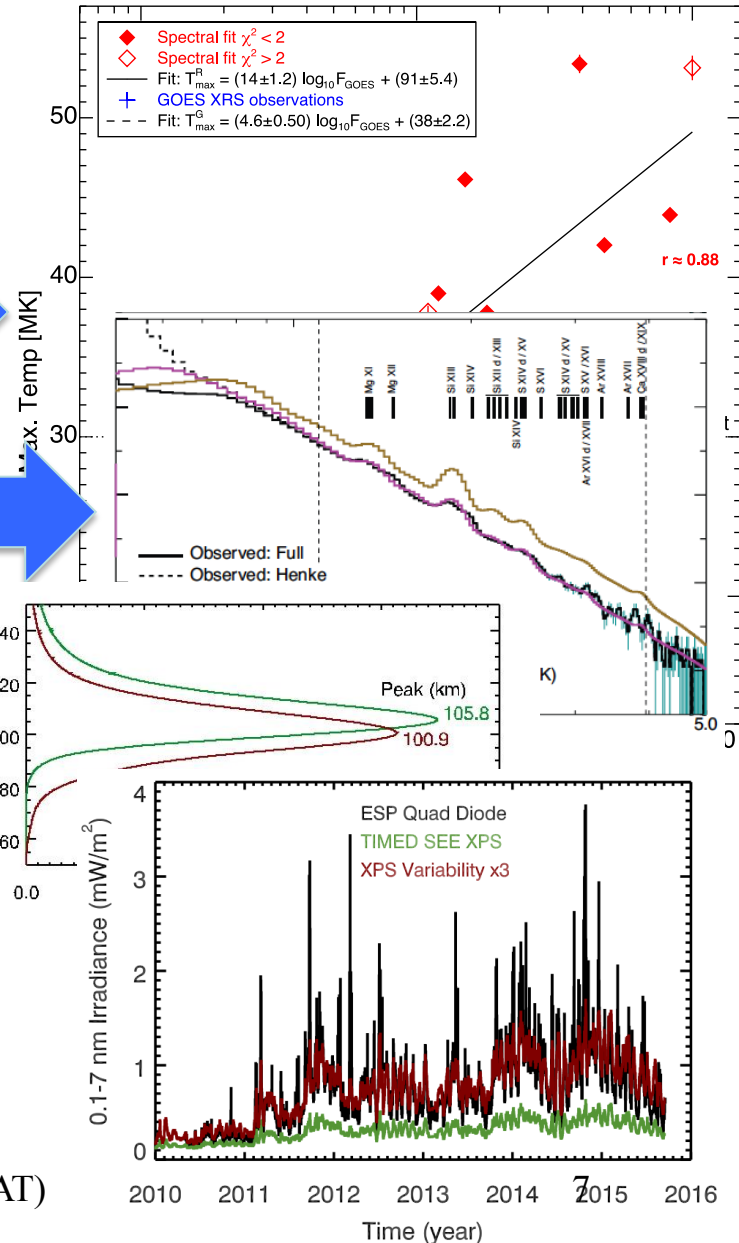 Spectral fit χ² < 2
Spectral fit χ² > 2
Fit: T^R_max = (14±1.2) log₁₀F_GOES + (91±5.4)
GOES XRS observations
Fit: T^G_max = (4.6±0.50) log₁₀F_GOES + (38±2.2)
50
40
30
Max. Temp [MK]
r ≈ 0.88
Mg XI
Mg XII
Si XIII
Si XIV
Si XII d / XIII
Si XIV
S XIV d / XV
S XVI
S XIV d / XV
S XV / XVI
Ar XVI d / XVII
Ar XVIII
Ar XVII
Ca XVIII d / XIX
t
Observed: Full
Observed: Henke
K)
5.0
0
40
20
00
80
60
0.0
Peak (km)
105.8
100.9
ESP Quad Diode
TIMED SEE XPS
XPS Variability x3
0.1-7 nm Irradiance (mW/m²)
4
3
2
1
0
2010 2011 2012 2013 2014 2015 2016
Time (year)
AT)
7